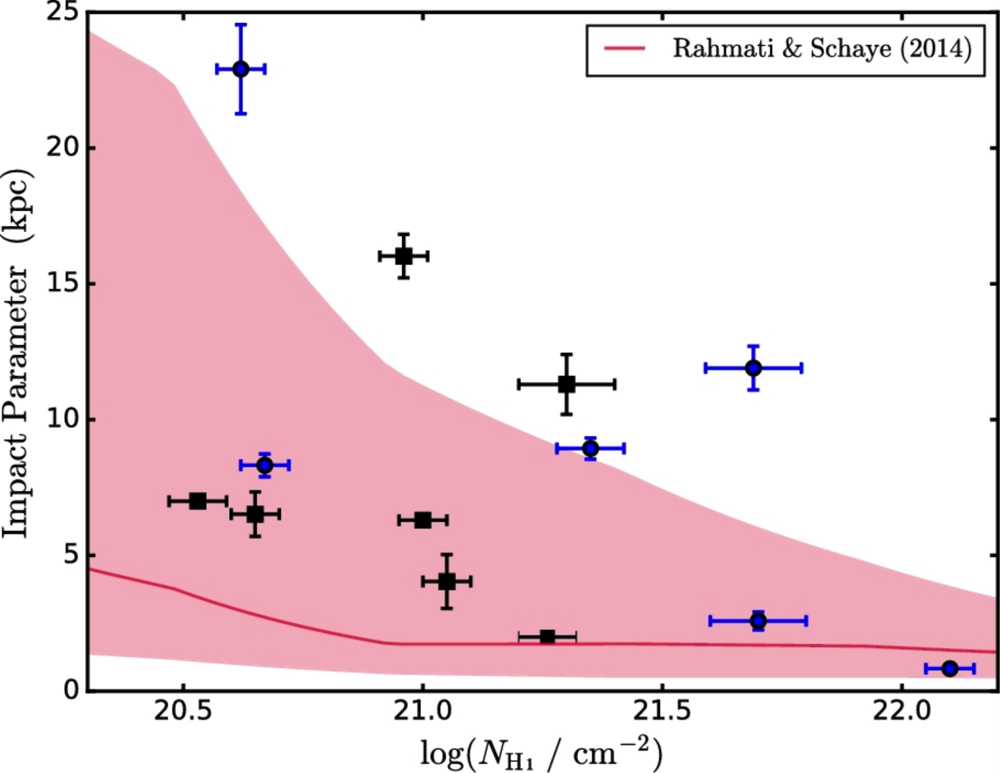 25
20
15
10
5
0
Impact Parameter (kpc)
Rahmati & Schaye (2014)
20.5 21.0 21.5 22.0
log(N_{H I} / cm^{−2})